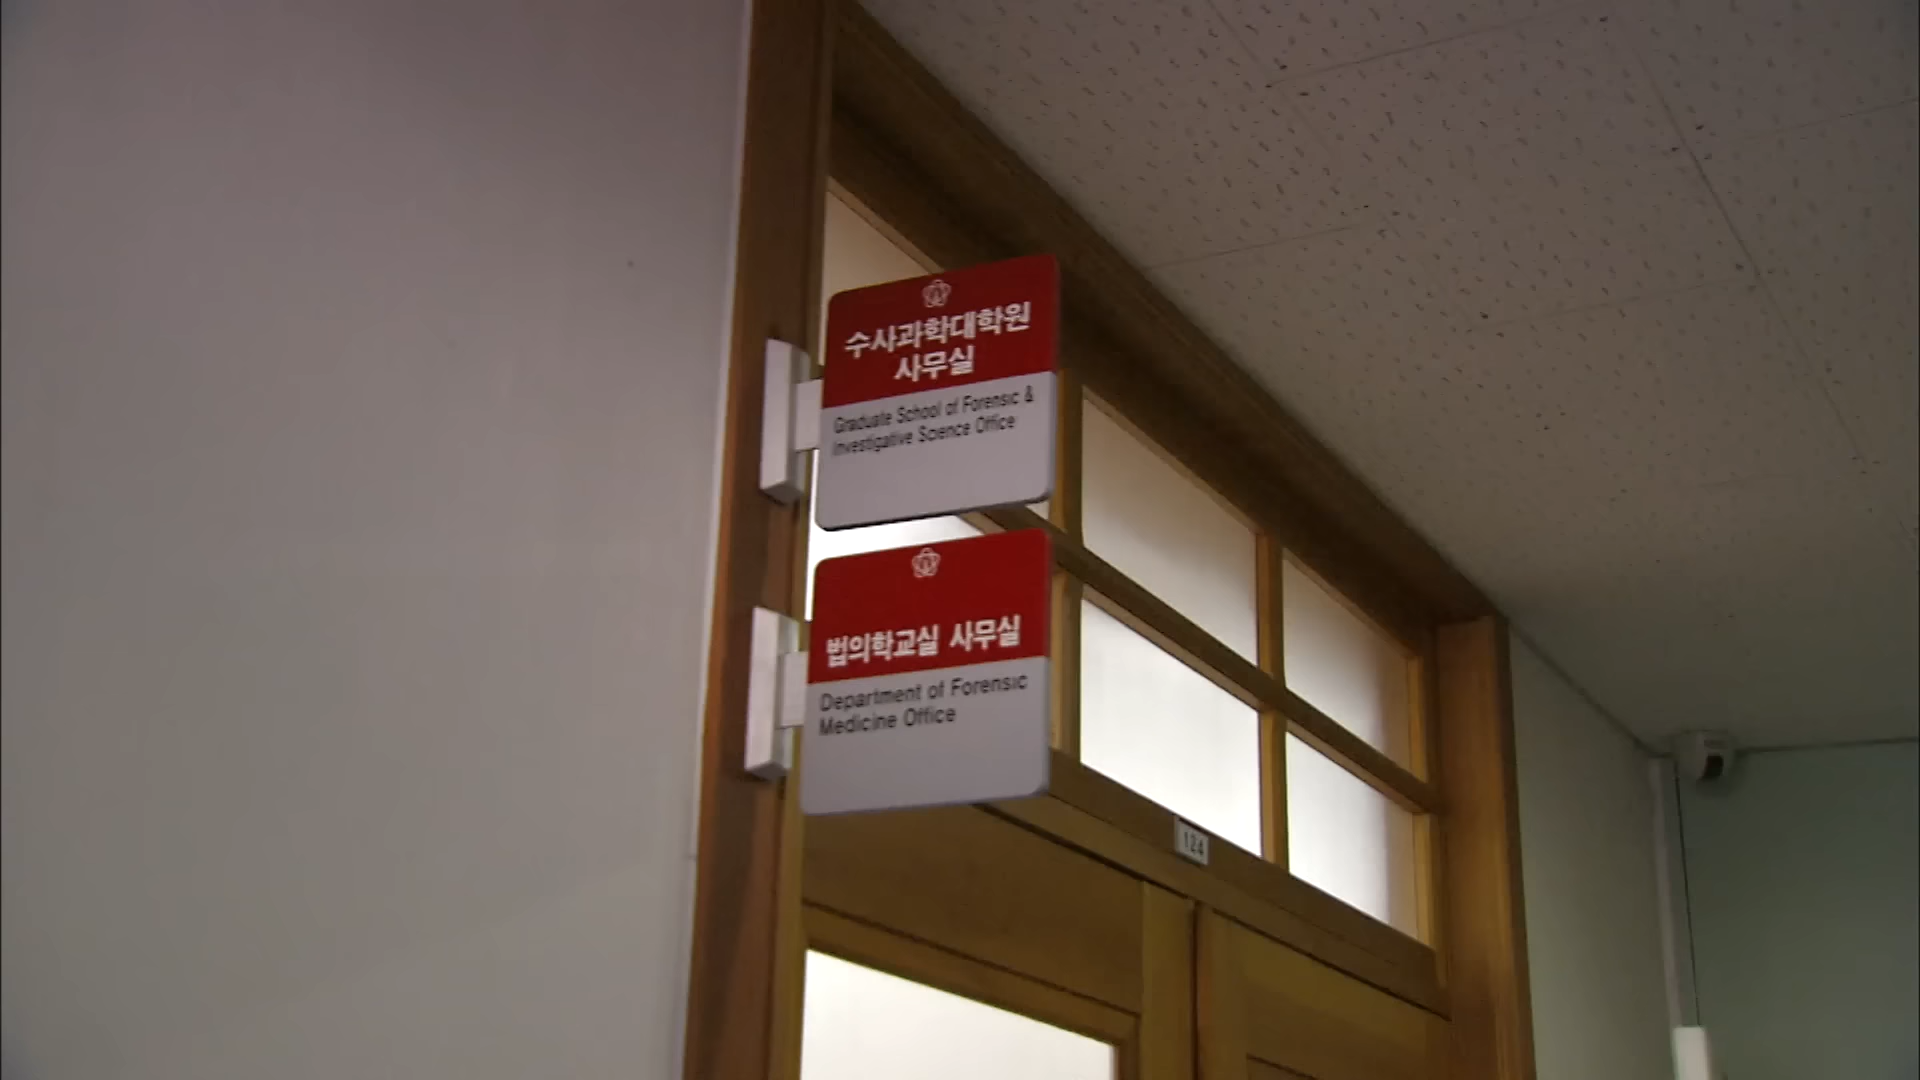 수사과학대학원
사무실
Graduate School of Forensic &
Investigative Science Office
법의학교실 사무실
Department of Forensic
Medicine Office
124